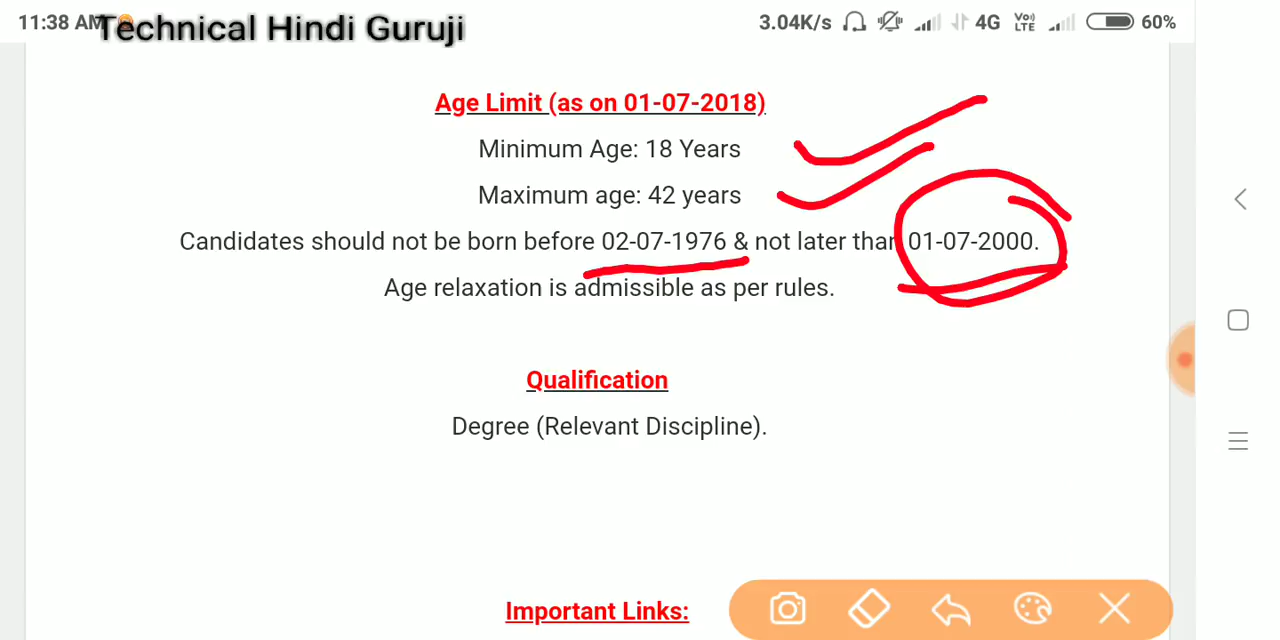 11:38 AM
Technical Hindi Guruji
3.04K/s 4G Vo) LTE 60%
Age Limit (as on 01-07-2018)
Minimum Age: 18 Years
Maximum age: 42 years
Candidates should not be born before 02-07-1976 & not later than 01-07-2000.
Age relaxation is admissible as per rules.
Qualification
Degree (Relevant Discipline).
Important Links: